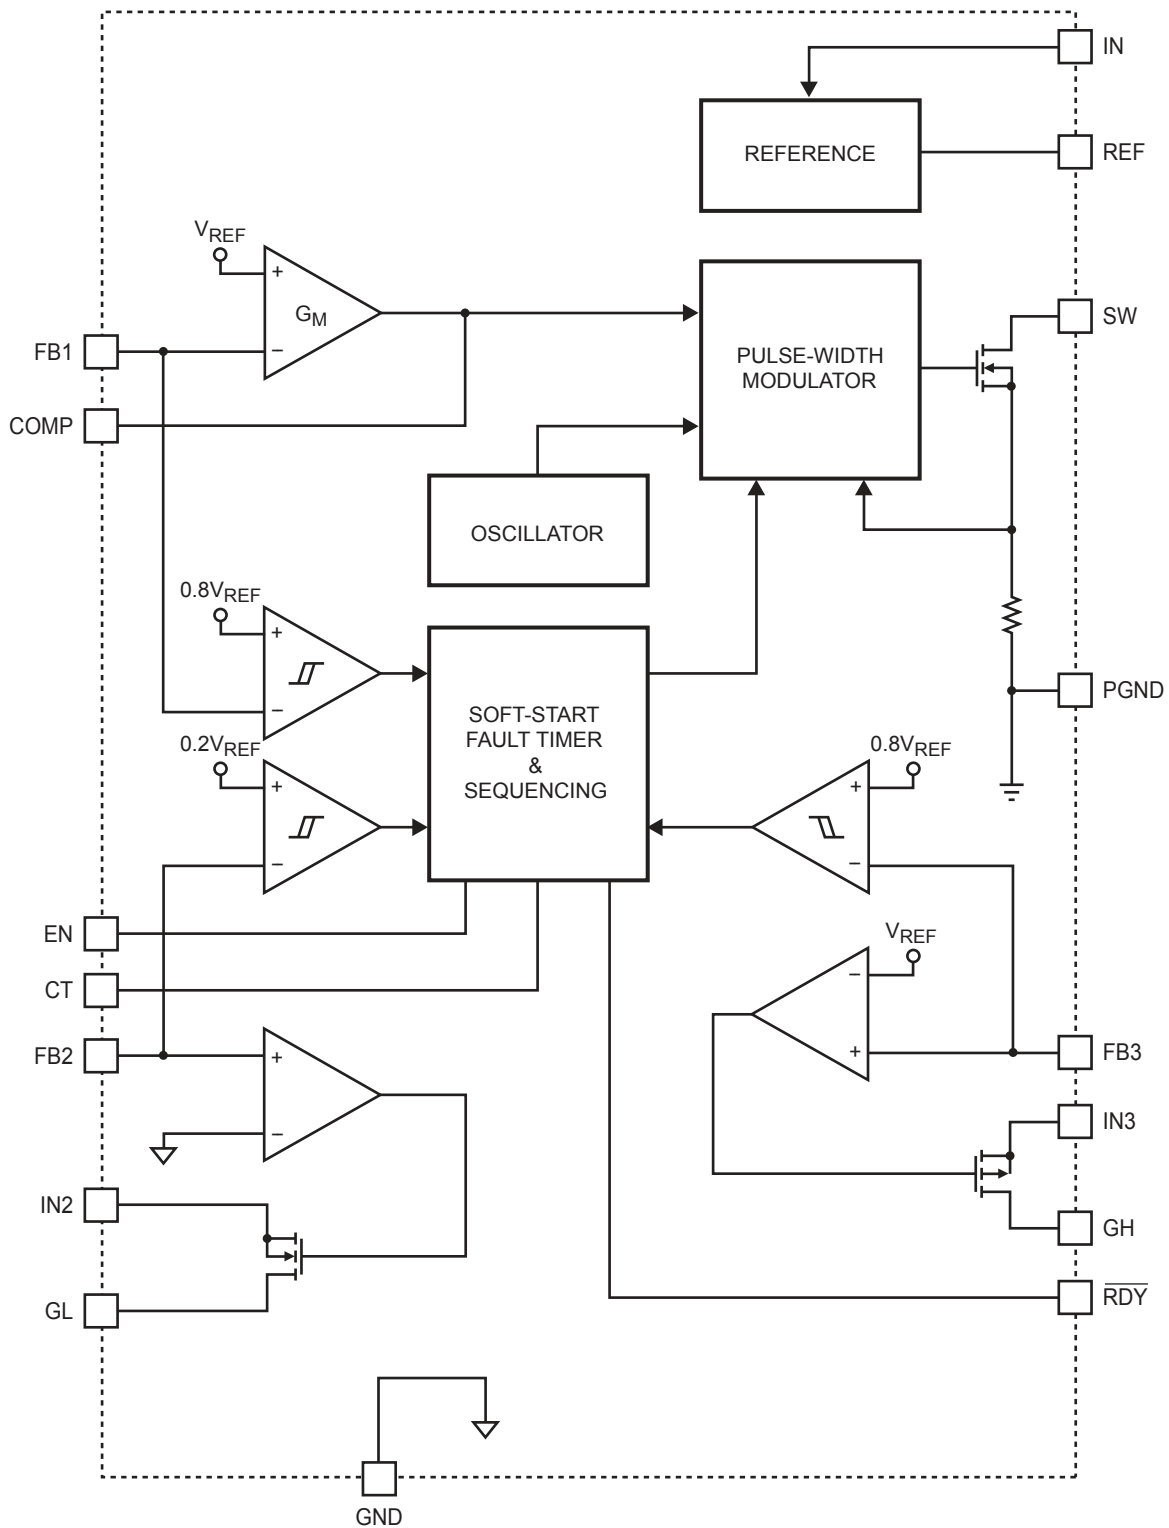 IN
REFERENCE
REF
VREF
+
GM
−
SW
FB1
PULSE-WIDTH
MODULATOR
COMP
OSCILLATOR
0.8VREF
+
−
SOFT-START
FAULT TIMER
&
SEQUENCING
PGND
0.2VREF
+
−
0.8VREF
+
−
EN
VREF
−
+
CT
FB2
+
−
FB3
IN3
IN2
GH
GL
RDY
GND